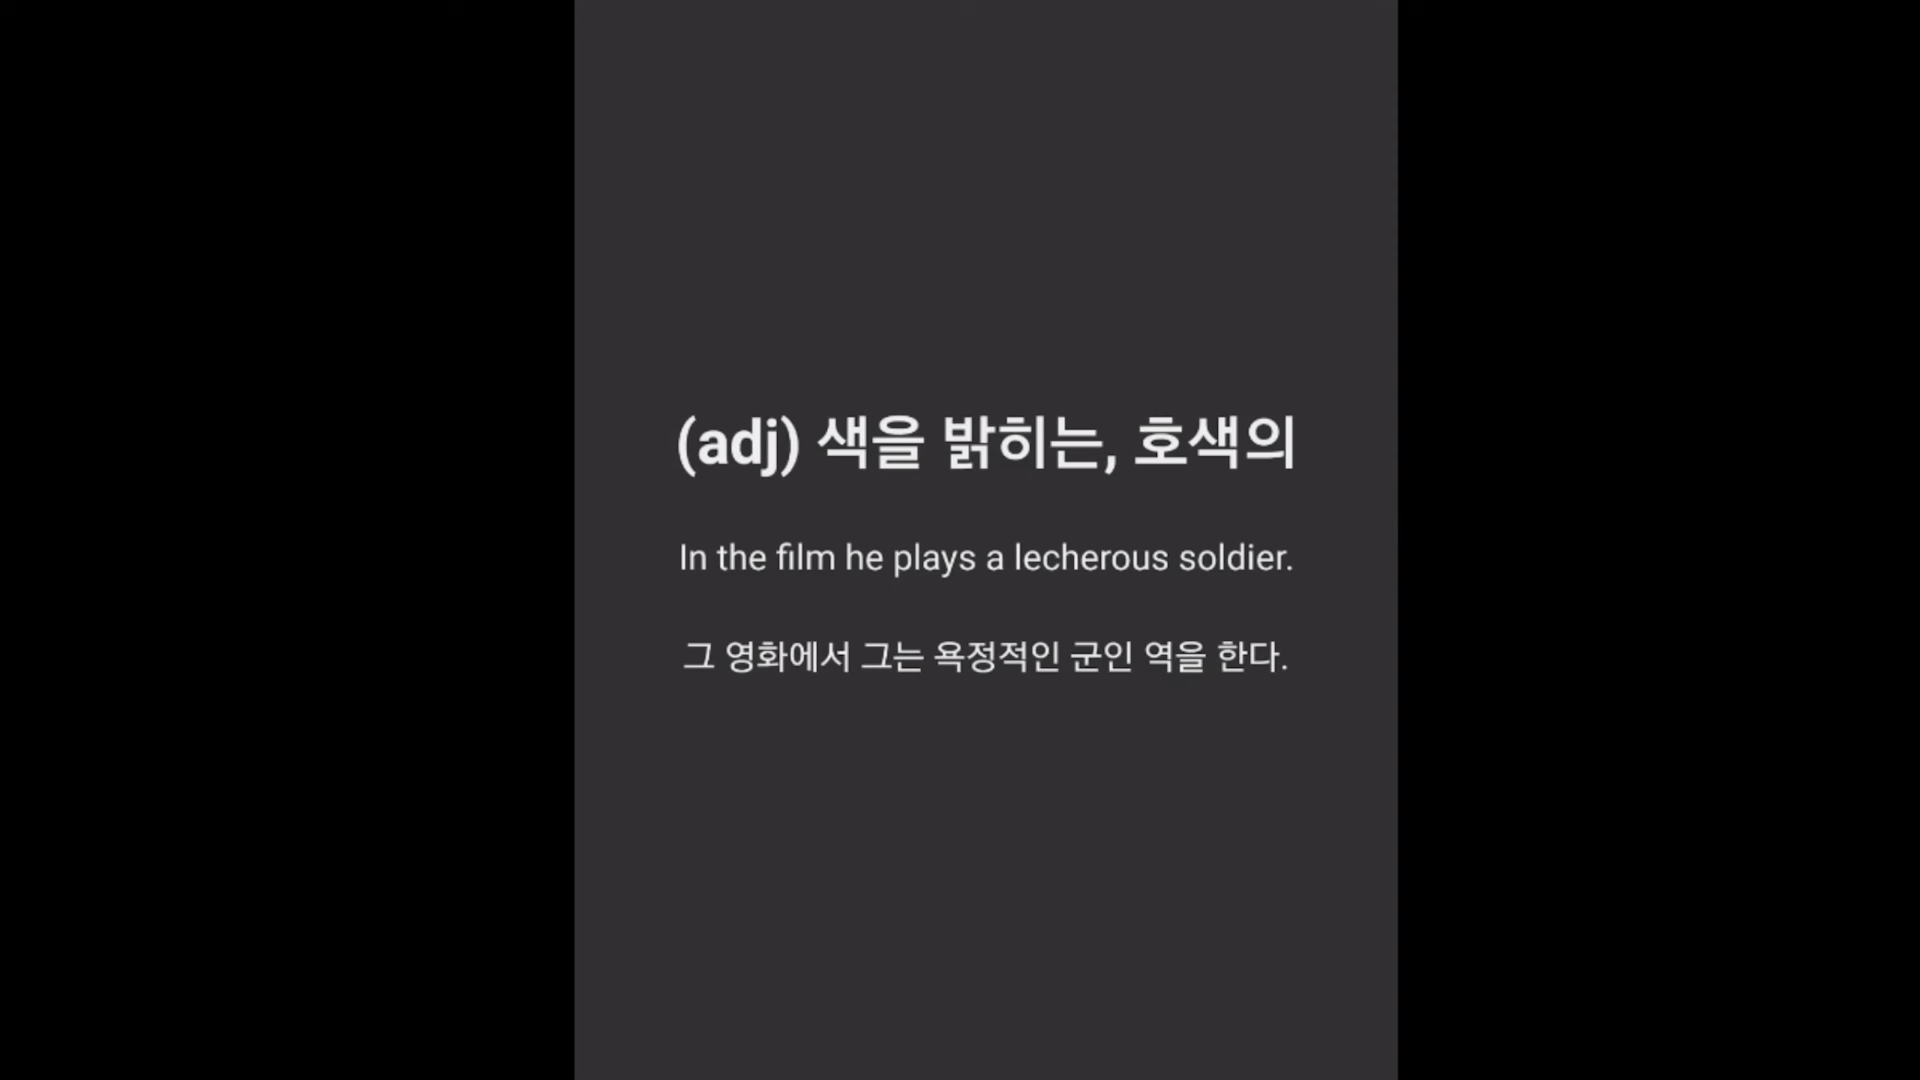 (adj) 색을 밝히는, 호색의
In the film he plays a lecherous soldier.
그 영화에서 그는 욕정적인 군인 역을 한다.